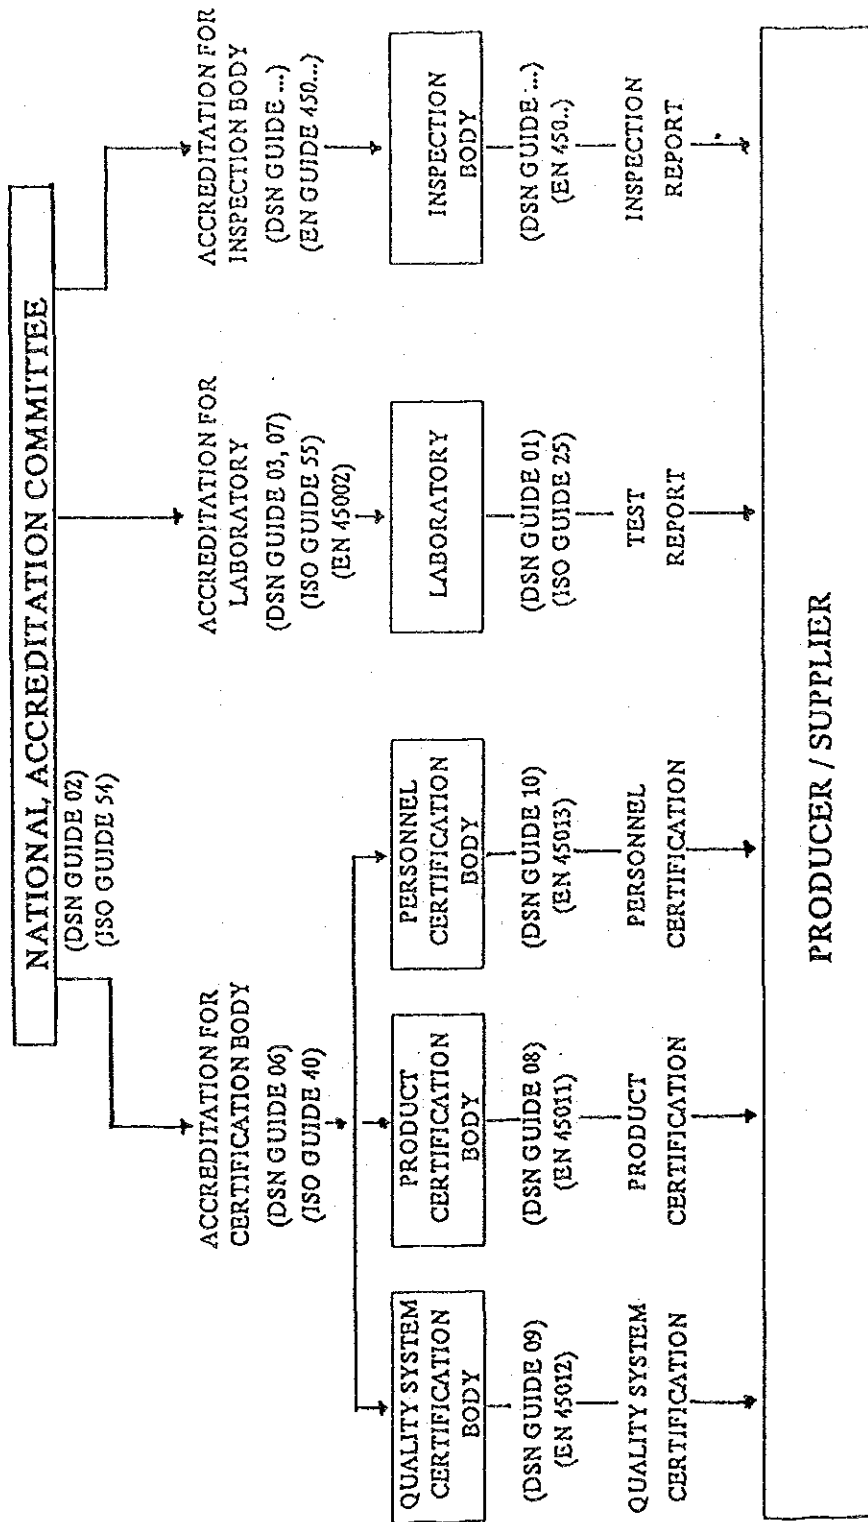 NATIONAL ACCREDITATION COMMITTEE
(DSN GUIDE 02)
(ISO GUIDE 54)
ACCREDITATION FOR
CERTIFICATION BODY
(DSN GUIDE 06)
(ISO GUIDE 40)
QUALITY SYSTEM
CERTIFICATION
BODY
(DSN GUIDE 09)
(EN 45012)
QUALITY SYSTEM
CERTIFICATION
PRODUCT
CERTIFICATION
BODY
(DSN GUIDE 08)
(EN 45011)
PRODUCT
CERTIFICATION
PERSONNEL
CERTIFICATION
BODY
(DSN GUIDE 10)
(EN 45013)
PERSONNEL
CERTIFICATION
ACCREDITATION FOR
LABORATORY
(DSN GUIDE 03, 07)
(ISO GUIDE 55)
(EN 45002)
LABORATORY
(DSN GUIDE 01)
(ISO GUIDE 25)
TEST
REPORT
ACCREDITATION FOR
INSPECTION BODY
(DSN GUIDE ...)
(EN GUIDE 450...)
INSPECTION
BODY
(DSN GUIDE ...)
(EN 450..)
INSPECTION
REPORT
PRODUCER / SUPPLIER